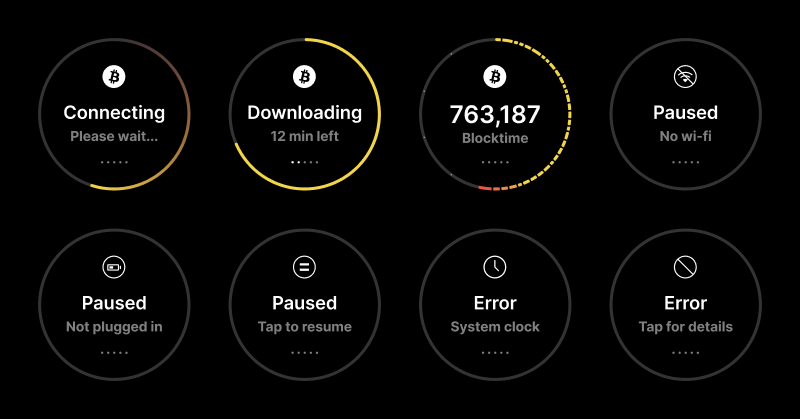 Connecting
Please wait...
Downloading
12 min left
763,187
Blocktime
Paused
No wi-fi
Paused
Not plugged in
Paused
Tap to resume
Error
System clock
Error
Tap for details